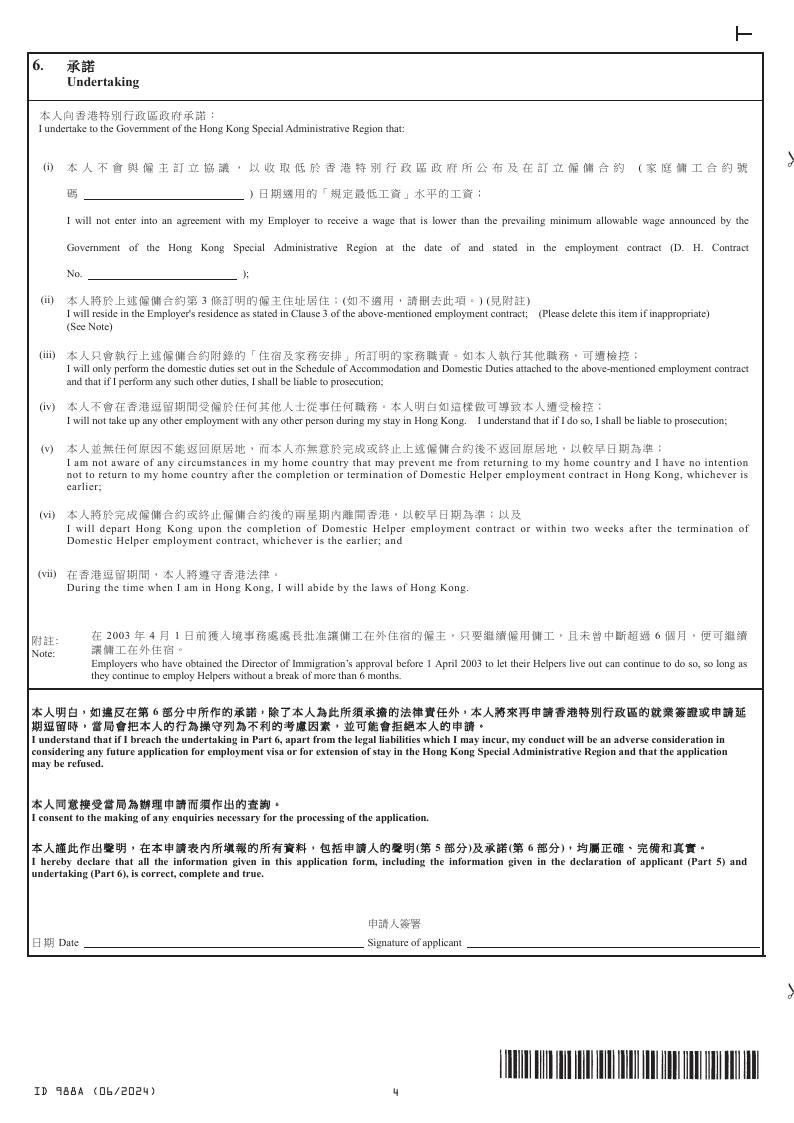 6. 承諾
Undertaking
本人向香港特別行政區政府承諾：
I undertake to the Government of the Hong Kong Special Administrative Region that:
(i) 本人不會與僱主訂立協議，以收取低於香港特別行政區政府所公布及在訂立僱傭合約 (家庭傭工合約號
碼 ) 日期適用的「規定最低工資」水平的工資；
I will not enter into an agreement with my Employer to receive a wage that is lower than the prevailing minimum allowable wage announced by the
Government of the Hong Kong Special Administrative Region at the date of and stated in the employment contract (D. H. Contract
No. );
(ii) 本人將於上述僱傭合約第 3 條訂明的僱主住址居住；(如不適用，請刪去此項。) (見附註)
I will reside in the Employer's residence as stated in Clause 3 of the above-mentioned employment contract; (Please delete this item if inappropriate)
(See Note)
(iii) 本人只會執行上述僱傭合約附錄的「住宿及家務安排」所訂明的家務職責。如本人執行其他職務，可遭檢控；
I will only perform the domestic duties set out in the Schedule of Accommodation and Domestic Duties attached to the above-mentioned employment contract
and that if I perform any such other duties, I shall be liable to prosecution;
(iv) 本人不會在香港逗留期間受僱於任何其他人士從事任何職務。本人明白如這樣做可導致本人遭受檢控；
I will not take up any other employment with any other person during my stay in Hong Kong. I understand that if I do so, I shall be liable to prosecution;
(v) 本人並無任何原因不能返回原居地，而本人亦無意於完成或終止上述僱傭合約後不返回原居地，以較早日期為準；
I am not aware of any circumstances in my home country that may prevent me from returning to my home country and I have no intention
not to return to my home country after the completion or termination of Domestic Helper employment contract in Hong Kong, whichever is
earlier;
(vi) 本人將於完成僱傭合約或終止僱傭合約後的兩星期內離開香港，以較早日期為準；以及
I will depart Hong Kong upon the completion of Domestic Helper employment contract or within two weeks after the termination of
Domestic Helper employment contract, whichever is the earlier; and
(vii) 在香港逗留期間，本人將遵守香港法律。
During the time when I am in Hong Kong, I will abide by the laws of Hong Kong.
附註: 在 2003 年 4 月 1 日前獲入境事務處處長批准讓傭工在外住宿的僱主，只要繼續僱用傭工，且未曾中斷超過 6 個月，便可繼續
Note: 讓傭工在外住宿。
Employers who have obtained the Director of Immigration's approval before 1 April 2003 to let their Helpers live out can continue to do so, so long as
they continue to employ Helpers without a break of more than 6 months.
本人明白，如違反在第 6 部分中所作的承諾，除了本人為此所須承擔的法律責任外，本人將來再申請香港特別行政區的就業簽證或申請延
期逗留時，當局會把本人的行為操守列為不利的考慮因素，並可能會拒絕本人的申請。
I understand that if I breach the undertaking in Part 6, apart from the legal liabilities which I may incur, my conduct will be an adverse consideration in
considering any future application for employment visa or for extension of stay in the Hong Kong Special Administrative Region and that the application
may be refused.
本人同意接受當局為辦理申請而須作出的查詢。
I consent to the making of any enquiries necessary for the processing of the application.
本人謹此作出聲明，在本申請表內所填報的所有資料，包括申請人的聲明(第 5 部分)及承諾(第 6 部分)，均屬正確、完備和真實。
I hereby declare that all the information given in this application form, including the information given in the declaration of applicant (Part 5) and
undertaking (Part 6), is correct, complete and true.
申請人簽署
日期 Date Signature of applicant
ID 988A (06/2024) 4